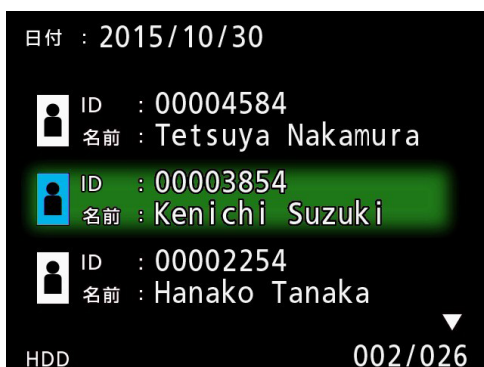 日付 : 2015/10/30
ID : 00004584
名前 : Tetsuya Nakamura
ID : 00003854
名前 : Kenichi Suzuki
ID : 00002254
名前 : Hanako Tanaka
▼
HDD 002/026